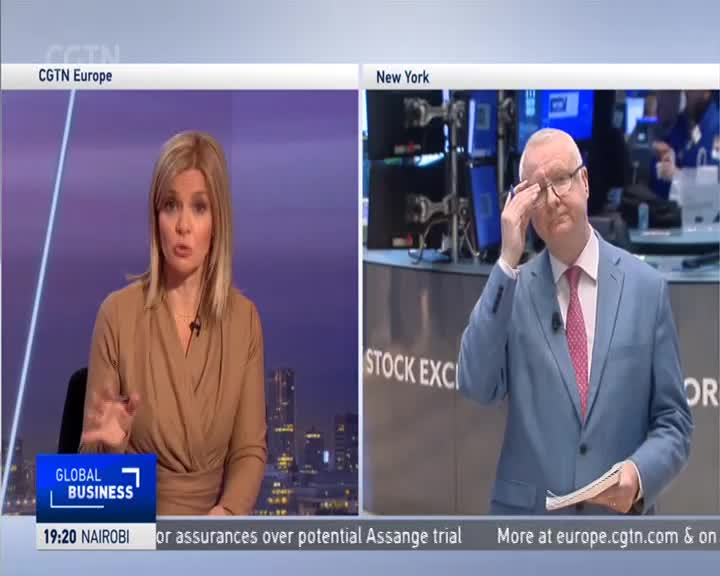 CGTN
CGTN Europe
New York
STOCK EXC
OR
GLOBAL
BUSINESS
19:20 NAIROBI
or assurances over potential Assange trial More at europe.cgtn.com & on